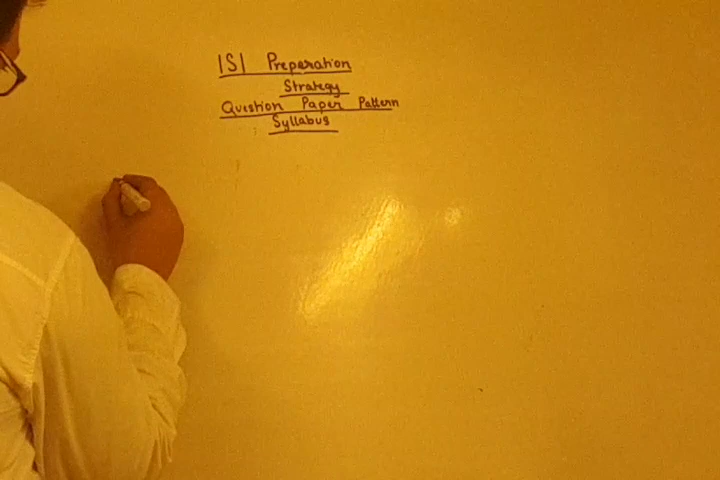 ISI Preparation
Strategy
Question Paper Pattern
Syllabus